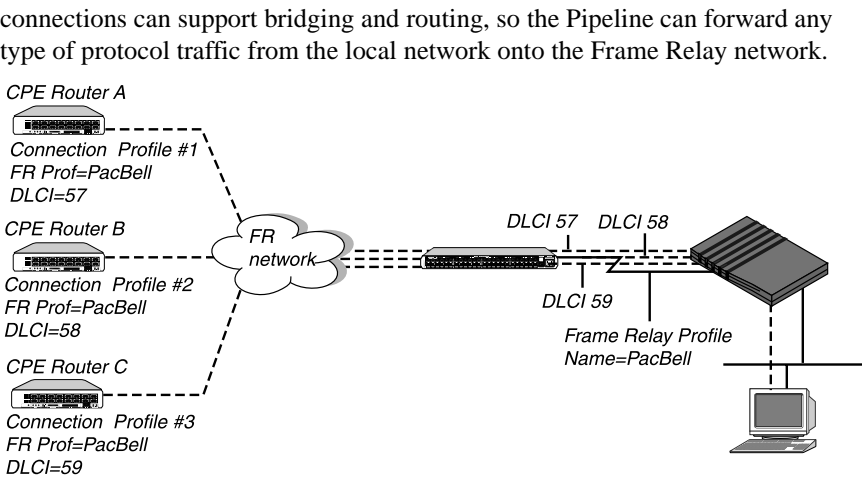 connections can support bridging and routing, so the Pipeline can forward any
type of protocol traffic from the local network onto the Frame Relay network.
CPE Router A
Connection Profile #1
FR Prof=PacBell
DLCI=57
CPE Router B
Connection Profile #2
FR Prof=PacBell
DLCI=58
CPE Router C
Connection Profile #3
FR Prof=PacBell
DLCI=59
FR
network
DLCI 57
DLCI 58
DLCI 59
Frame Relay Profile
Name=PacBell